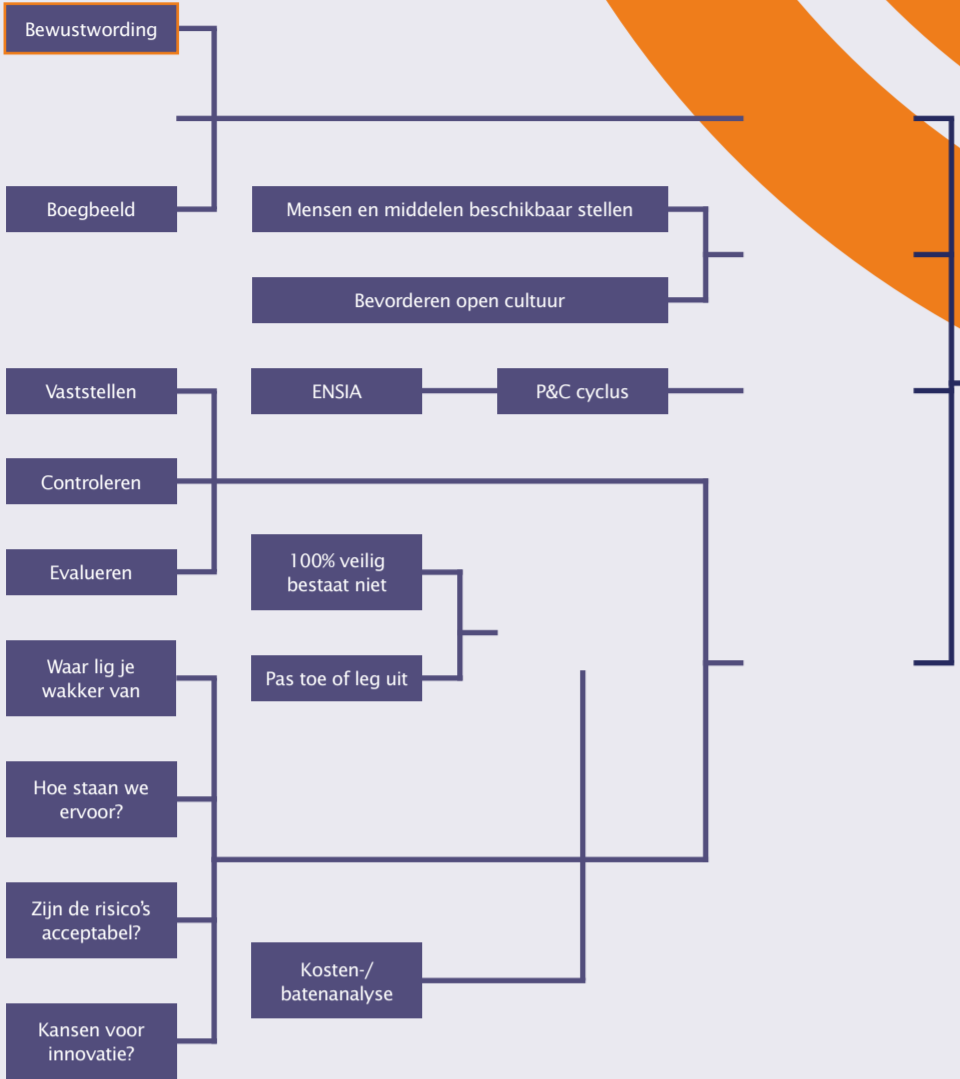 Bewustwording
Boegbeeld
Mensen en middelen beschikbaar stellen
Bevorderen open cultuur
Vaststellen
ENSIA
P&C cyclus
Controleren
Evalueren
100% veilig
bestaat niet
Waar lig je
wakker van
Pas toe of leg uit
Hoe staan we
ervoor?
Zijn de risico's
acceptabel?
Kosten-/
batenanalyse
Kansen voor
innovatie?